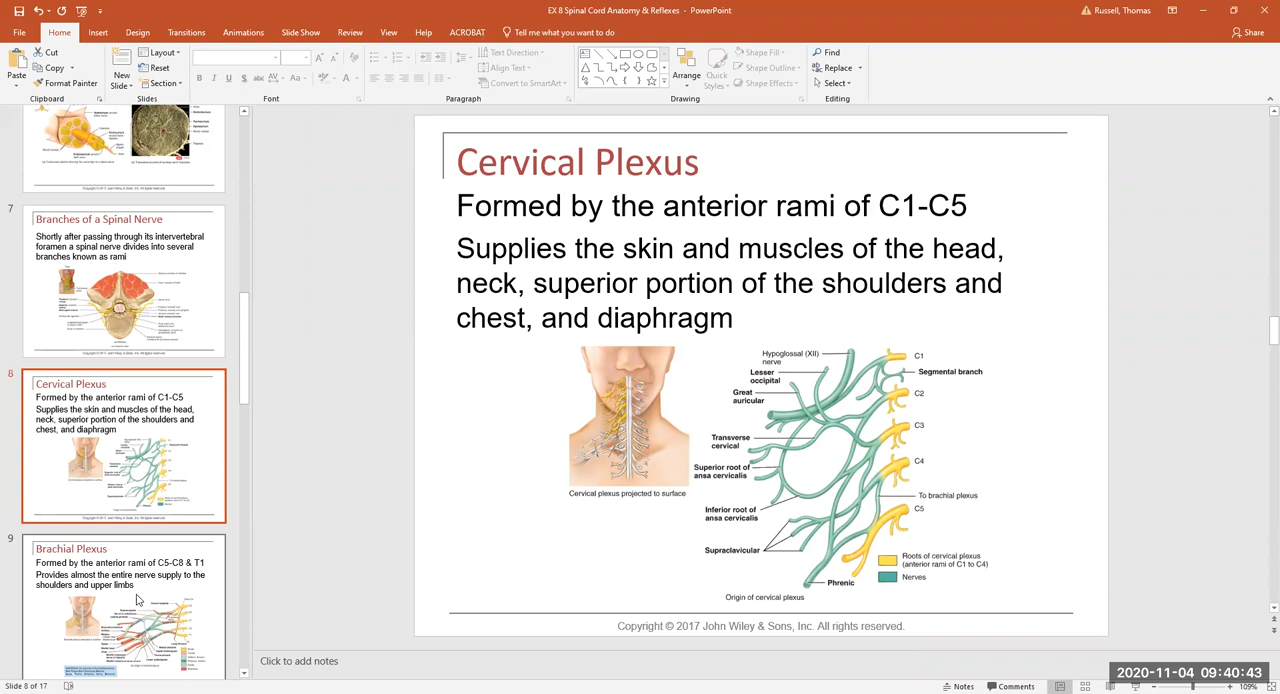 EX 8 Spinal Cord Anatomy & Reflexes - PowerPoint
Russell, Thomas
File Home Insert Design Transitions Animations Slide Show Review View Help ACROBAT Tell me what you want to do
Share
Paste
Cut
Copy
Format Painter
Clipboard
New
Slide
Layout
Reset
Section
Slides
B I U S abc AV Aa A
Font
Paragraph
Text Direction
Align Text
Convert to SmartArt
Arrange
Quick
Styles
Shape Fill
Shape Outline
Shape Effects
Drawing
Find
Replace
Select
Editing
7
Branches of a Spinal Nerve
Shortly after passing through its intervertebral
foramen a spinal nerve divides into several
branches known as rami
8
Cervical Plexus
Formed by the anterior rami of C1-C5
Supplies the skin and muscles of the head,
neck, superior portion of the shoulders and
chest, and diaphragm
9
Brachial Plexus
Formed by the anterior rami of C5-C8 & T1
Provides almost the entire nerve supply to the
shoulders and upper limbs
Cervical Plexus
Formed by the anterior rami of C1-C5
Supplies the skin and muscles of the head,
neck, superior portion of the shoulders and
chest, and diaphragm
Hypoglossal (XII)
nerve
Lesser
occipital
Great
auricular
Transverse
cervical
Superior root of
ansa cervicalis
Inferior root of
ansa cervicalis
Supraclavicular
Phrenic
C1
Segmental branch
C2
C3
C4
To brachial plexus
C5
Roots of cervical plexus
(anterior rami of C1 to C4)
Nerves
Cervical plexus projected to surface
Origin of cervical plexus
Copyright © 2017 John Wiley & Sons, Inc. All rights reserved.
Click to add notes
2020-11-04 09:40:43
Slide 8 of 17
Notes
Comments
109%